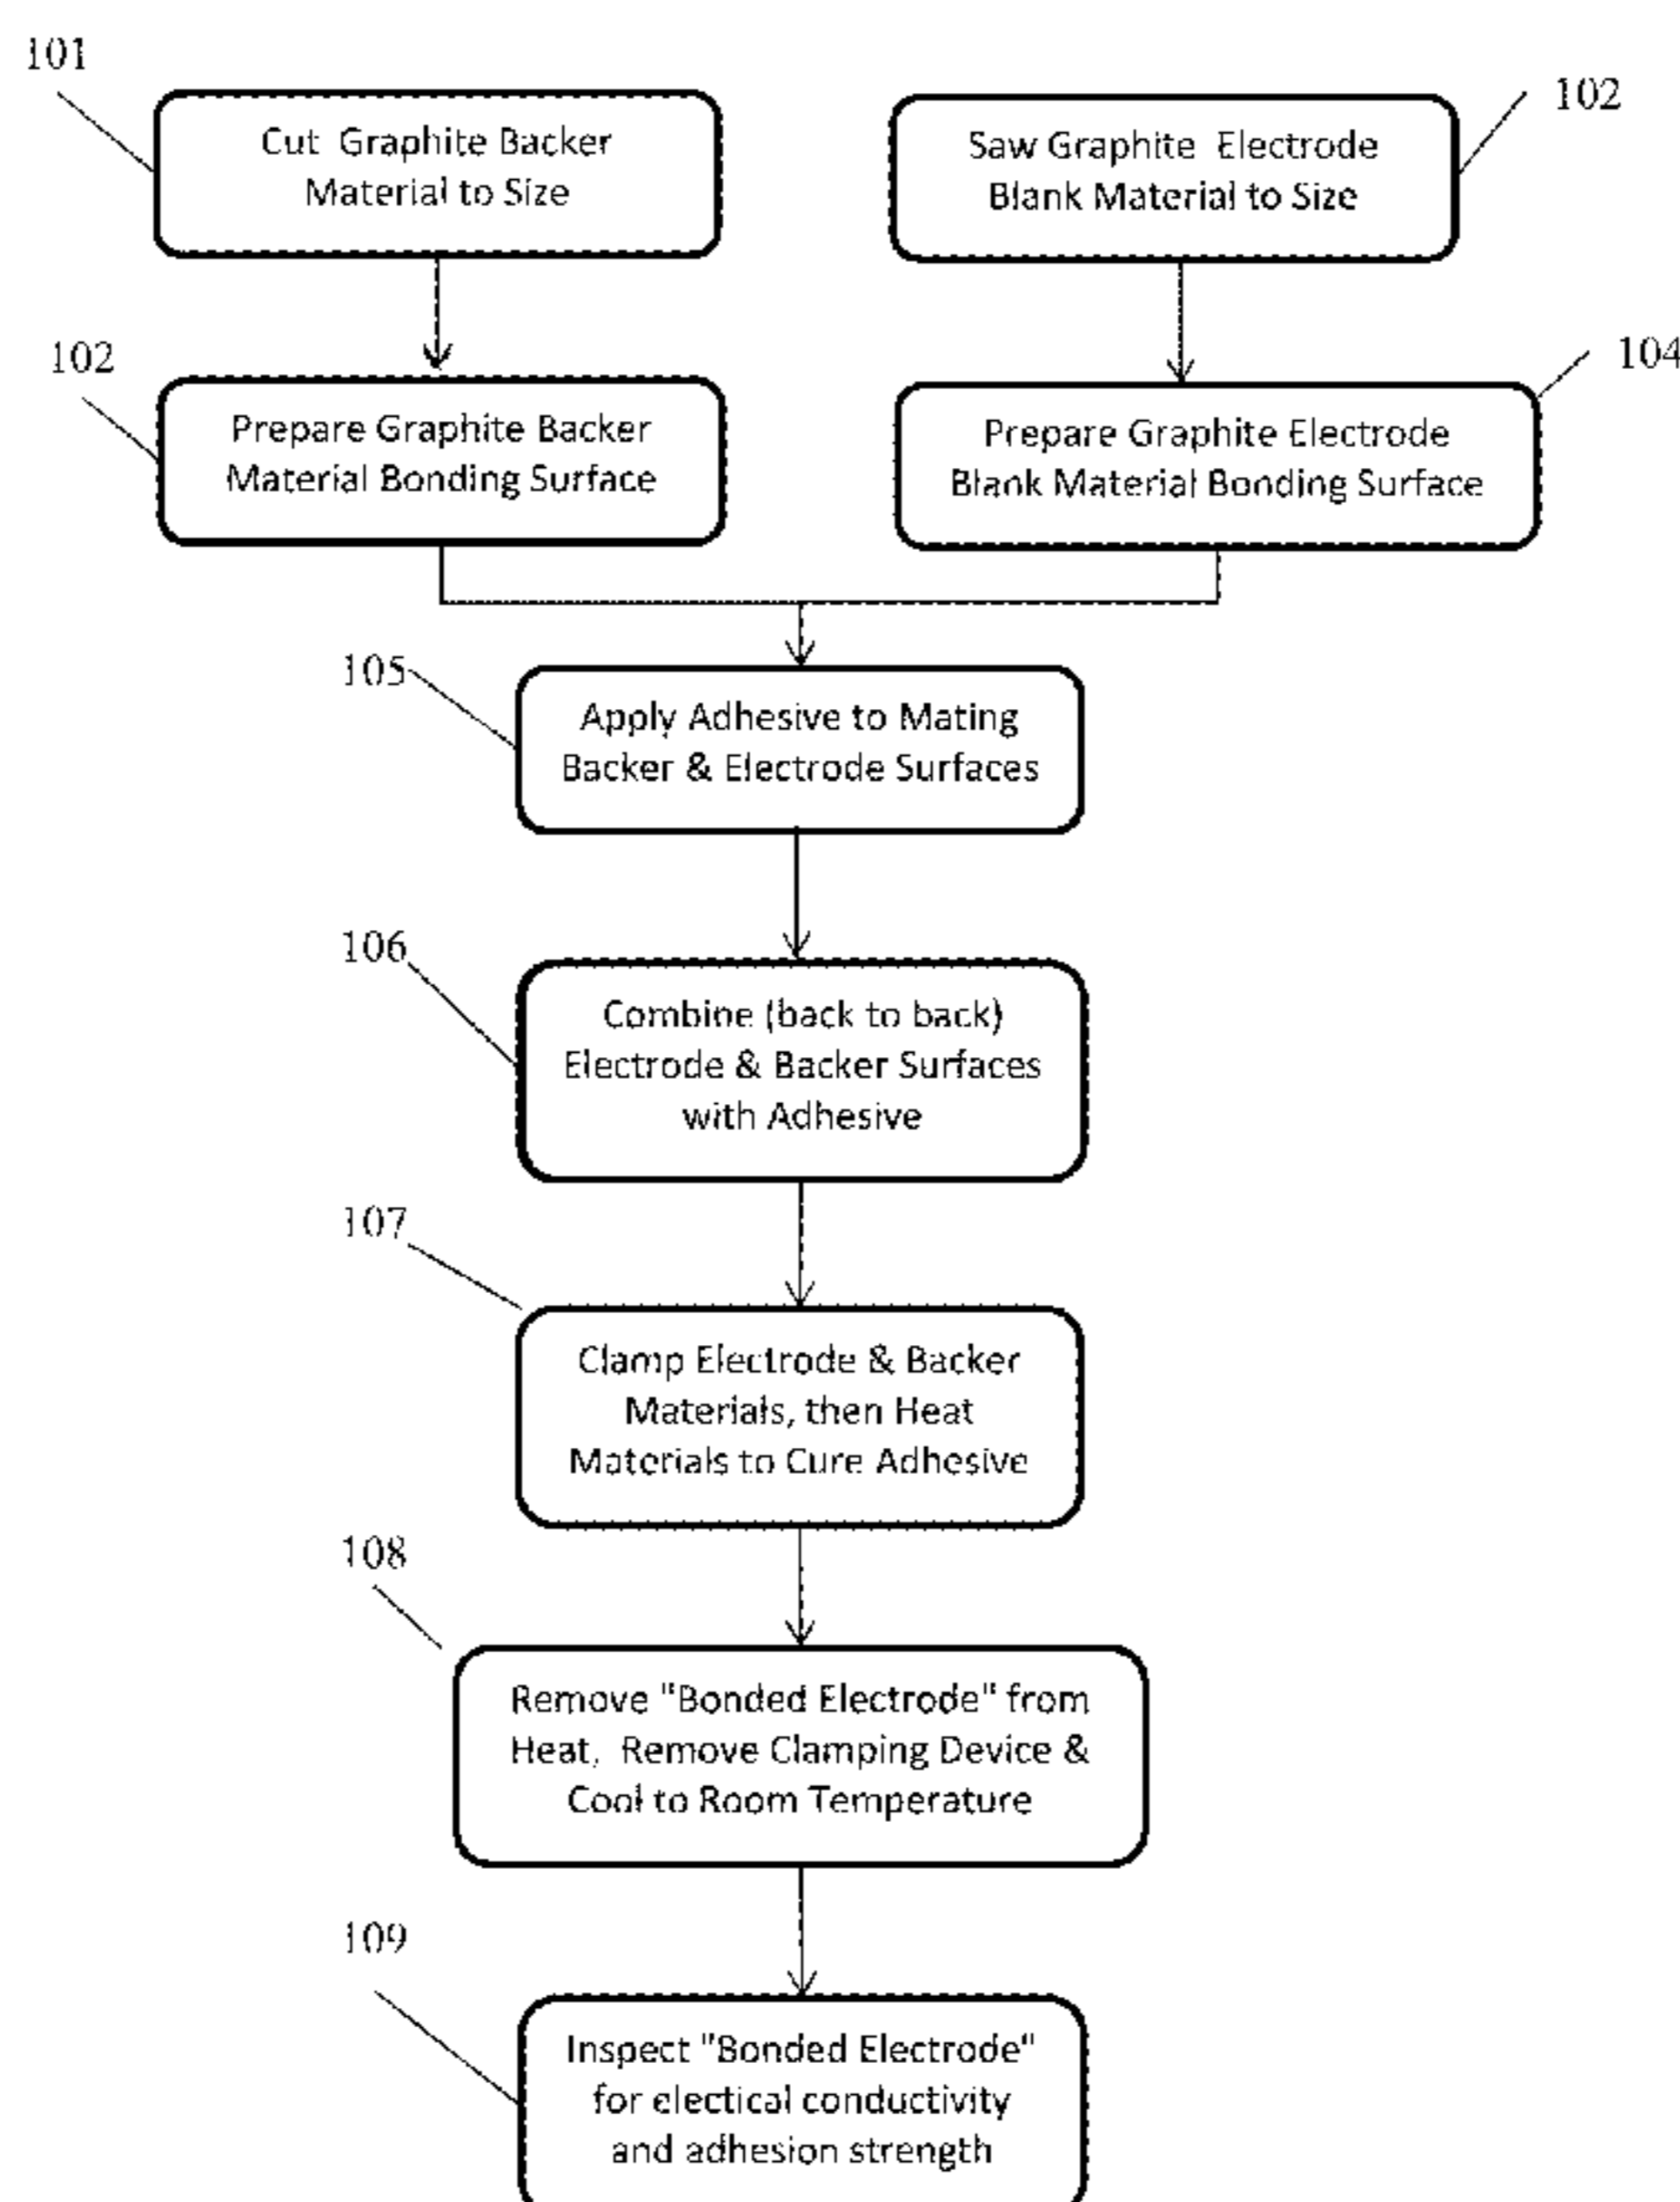 101
Cut Graphite Backer
Material to Size
102
Saw Graphite Electrode
Blank Material to Size
102
Prepare Graphite Backer
Material Bonding Surface
104
Prepare Graphite Electrode
Blank Material Bonding Surface
105
Apply Adhesive to Mating
Backer & Electrode Surfaces
106
Combine (back to back)
Electrode & Backer Surfaces
with Adhesive
107
Clamp Electrode & Backer
Materials, then Heat
Materials to Cure Adhesive
108
Remove "Bonded Electrode" from
Heat, Remove Clamping Device &
Cool to Room Temperature
109
Inspect "Bonded Electrode"
for electical conductivity
and adhesion strength